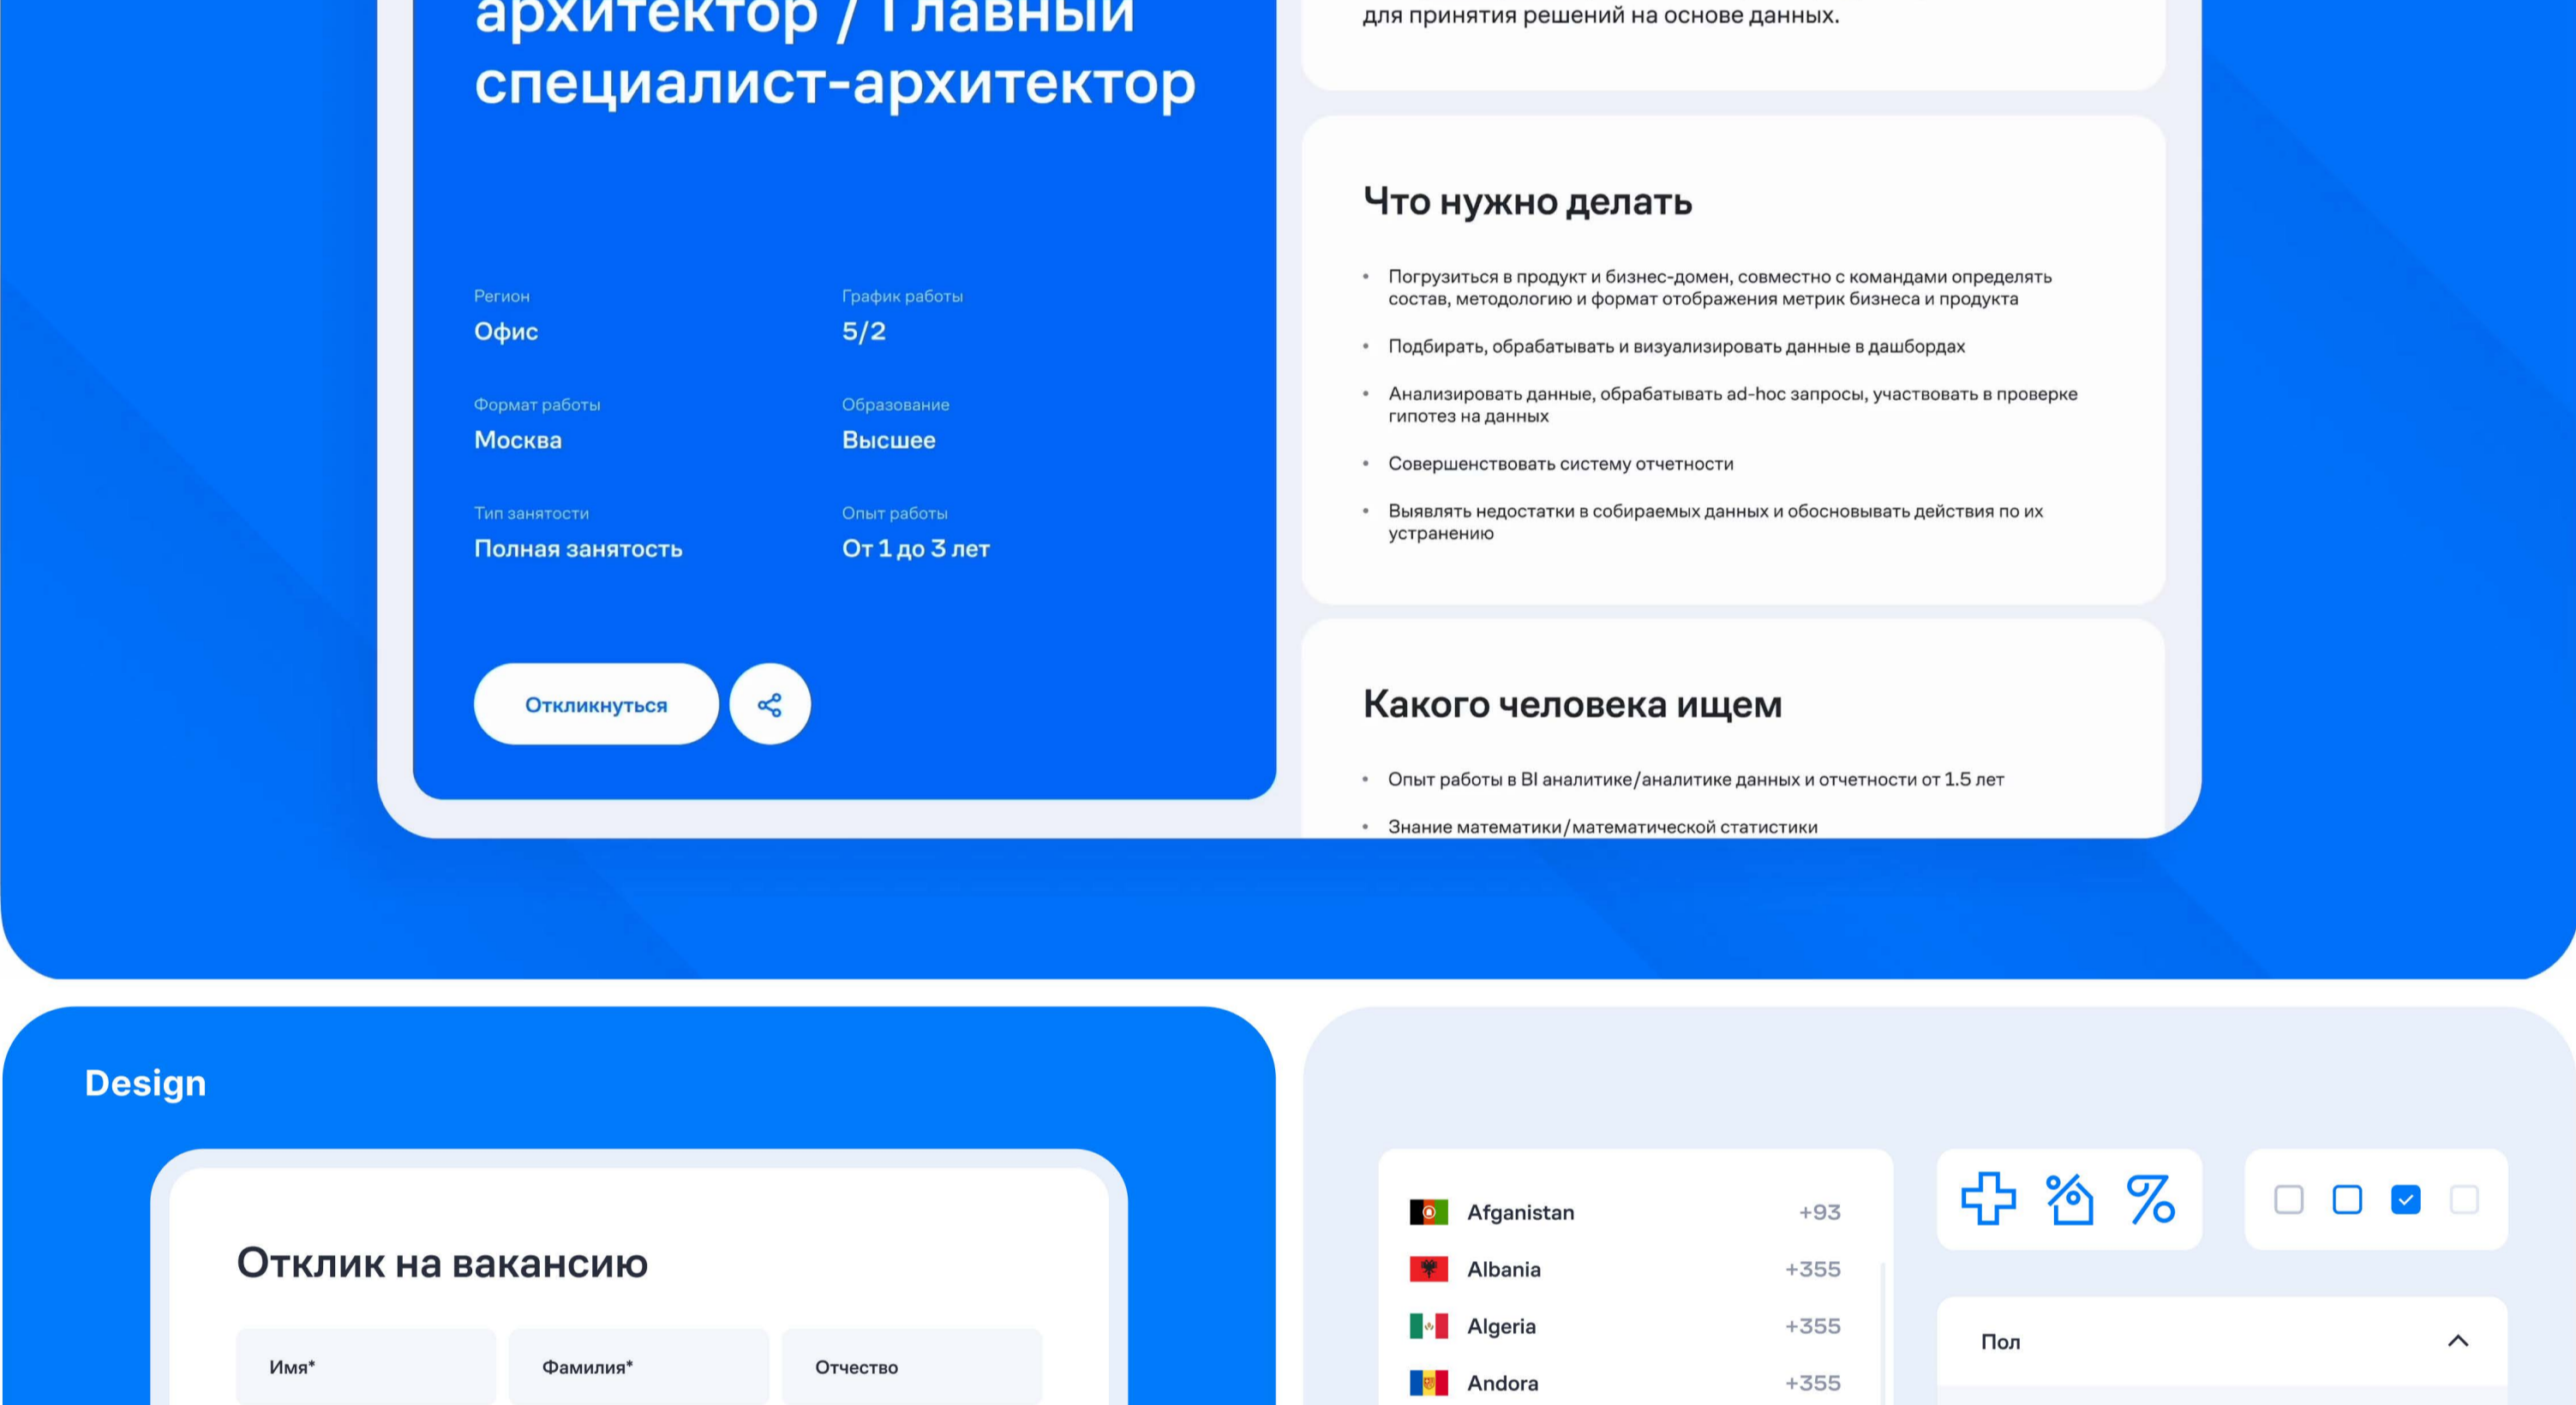 архитектор / Главный
специалист-архитектор
Регион
Офис
График работы
5/2
Формат работы
Москва
Образование
Высшее
Тип занятости
Полная занятость
Опыт работы
От 1 до 3 лет
Откликнуться
для принятия решений на основе данных.
Что нужно делать
• Погрузиться в продукт и бизнес-домен, совместно с командами определять
состав, методологию и формат отображения метрик бизнеса и продукта
• Подбирать, обрабатывать и визуализировать данные в дашбордах
• Анализировать данные, обрабатывать ad-hoc запросы, участвовать в проверке
гипотез на данных
• Совершенствовать систему отчетности
• Выявлять недостатки в собираемых данных и обосновывать действия по их
устранению
Какого человека ищем
• Опыт работы в BI аналитике/аналитике данных и отчетности от 1.5 лет
• Знание математики/математической статистики
Design
Отклик на вакансию
Имя*
Фамилия*
Отчество
Afganistan +93
Albania +355
Algeria +355
Andora +355
Пол